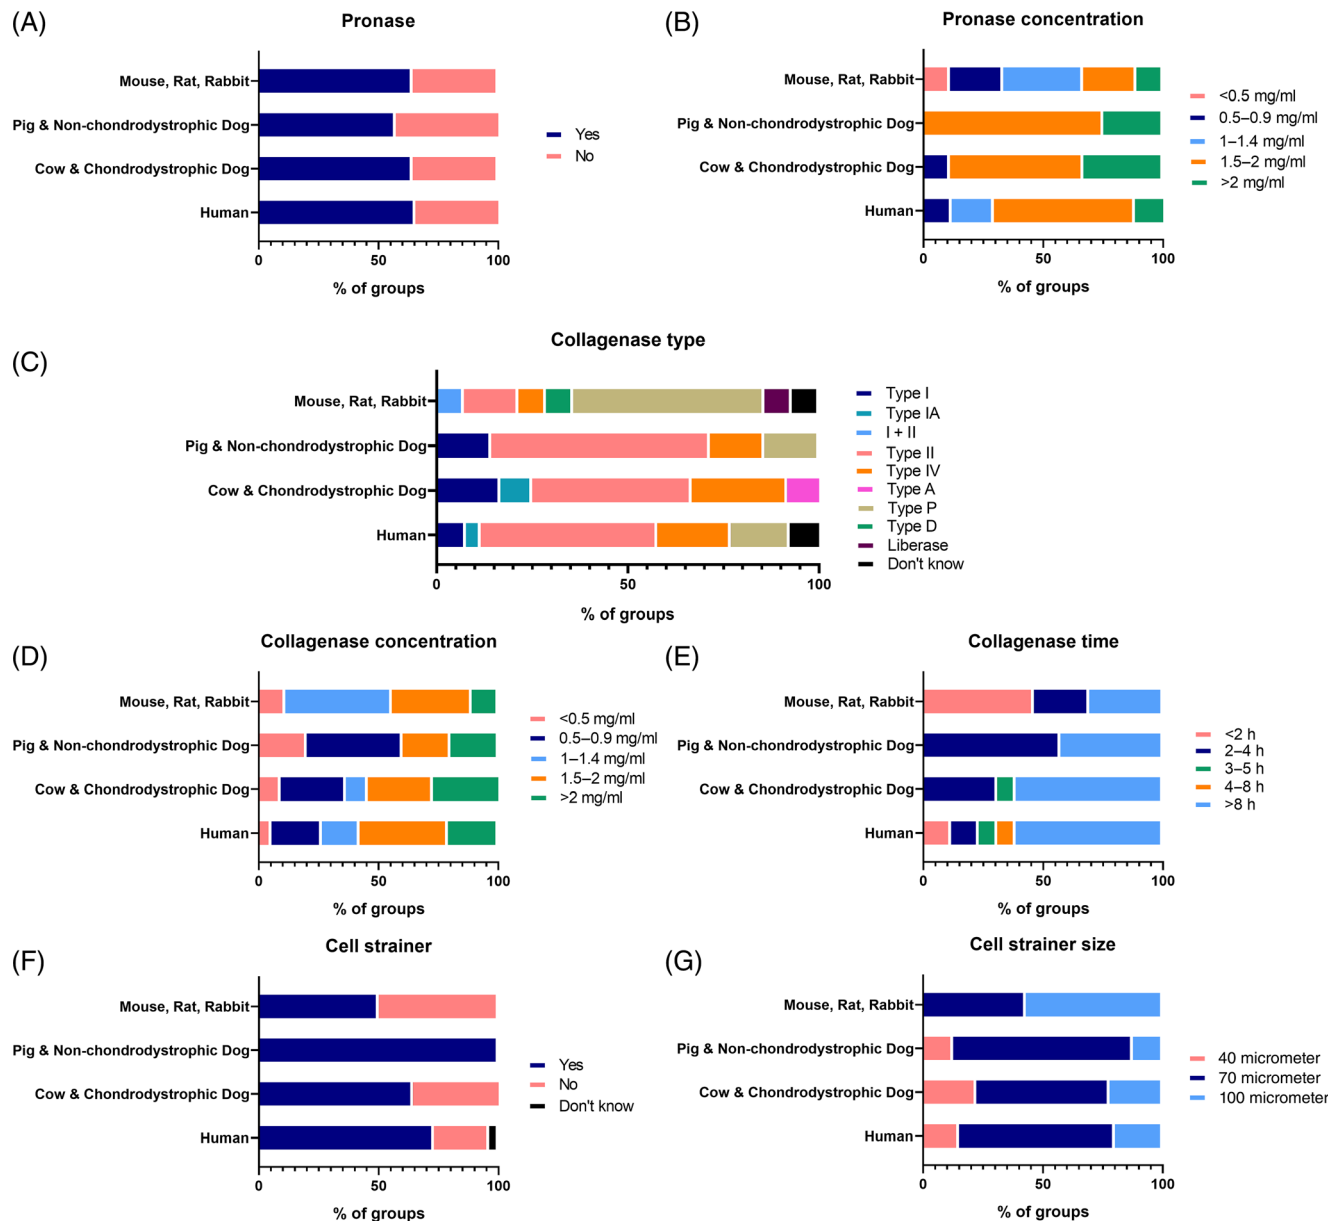 (A)
Pronase
Mouse, Rat, Rabbit
Pig & Non-chondrodystrophic Dog
Cow & Chondrodystrophic Dog
Human
0 50 100
% of groups
Yes
No
(B)
Pronase concentration
Mouse, Rat, Rabbit
Pig & Non-chondrodystrophic Dog
Cow & Chondrodystrophic Dog
Human
0 50 100
% of groups
<0.5 mg/ml
0.5–0.9 mg/ml
1–1.4 mg/ml
1.5–2 mg/ml
>2 mg/ml
(C)
Collagenase type
Mouse, Rat, Rabbit
Pig & Non-chondrodystrophic Dog
Cow & Chondrodystrophic Dog
Human
0 50 100
% of groups
Type I
Type IA
I + II
Type II
Type IV
Type A
Type P
Type D
Liberase
Don't know
(D)
Collagenase concentration
Mouse, Rat, Rabbit
Pig & Non-chondrodystrophic Dog
Cow & Chondrodystrophic Dog
Human
0 50 100
% of groups
<0.5 mg/ml
0.5–0.9 mg/ml
1–1.4 mg/ml
1.5–2 mg/ml
>2 mg/ml
(E)
Collagenase time
Mouse, Rat, Rabbit
Pig & Non-chondrodystrophic Dog
Cow & Chondrodystrophic Dog
Human
0 50 100
% of groups
<2 h
2–4 h
3–5 h
4–8 h
>8 h
(F)
Cell strainer
Mouse, Rat, Rabbit
Pig & Non-chondrodystrophic Dog
Cow & Chondrodystrophic Dog
Human
0 50 100
% of groups
Yes
No
Don't know
(G)
Cell strainer size
Mouse, Rat, Rabbit
Pig & Non-chondrodystrophic Dog
Cow & Chondrodystrophic Dog
Human
0 50 100
% of groups
40 micrometer
70 micrometer
100 micrometer